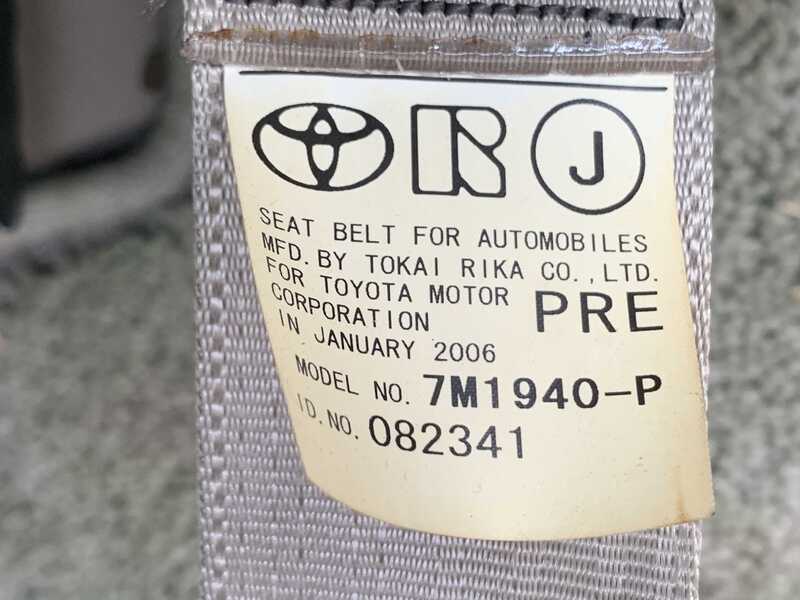 J
SEAT BELT FOR AUTOMOBILES
MFD.BY TOKAI RIKA CO.,LTD.
FOR TOYOTA MOTOR PRE
CORPORATION
IN JANUARY 2006
MODEL NO. 7M1940-P
ID.NO. 082341